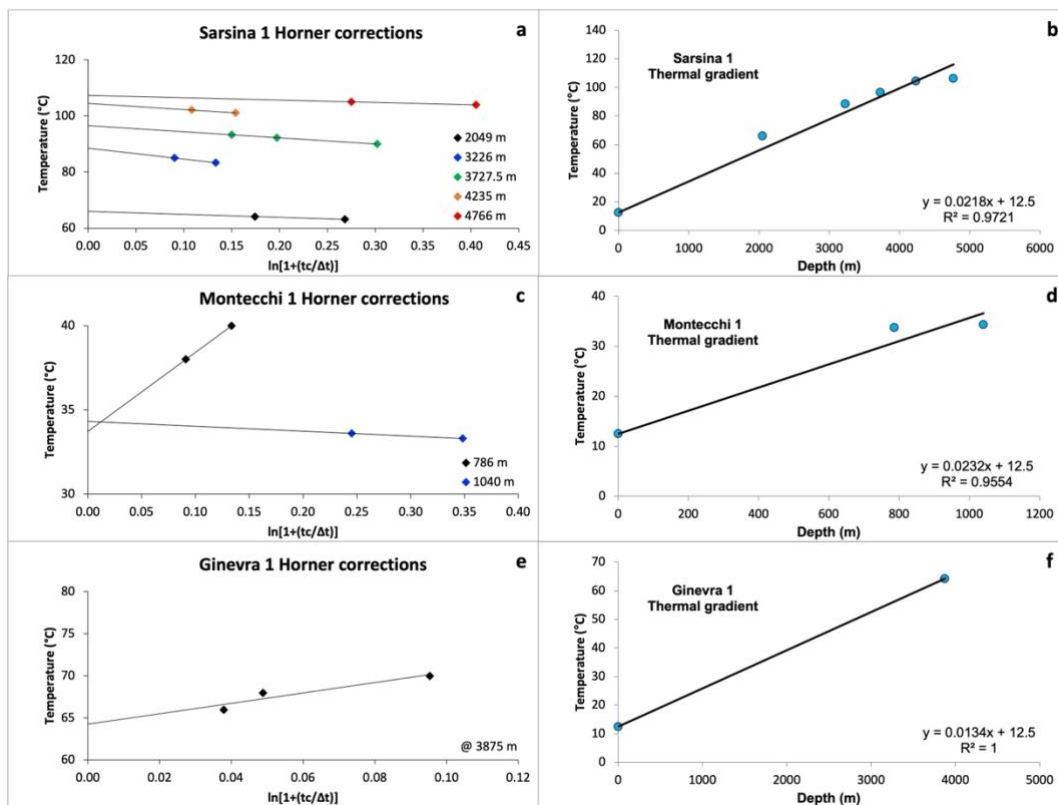 Sarsina 1 Horner corrections
a
Temperature (°C)
120
100
80
60
2049 m
3226 m
3727.5 m
4235 m
4766 m
0.00 0.05 0.10 0.15 0.20 0.25 0.30 0.35 0.40 0.45
ln[1+(tc/Δt)]
b
Sarsina 1
Thermal gradient
Temperature (°C)
140
120
100
80
60
40
20
0
y = 0.0218x + 12.5
R² = 0.9721
0 1000 2000 3000 4000 5000 6000
Depth (m)
Montecchi 1 Horner corrections
c
Temperature (°C)
40
35
30
786 m
1040 m
0.00 0.05 0.10 0.15 0.20 0.25 0.30 0.35 0.40
ln[1+(tc/Δt)]
d
Montecchi 1
Thermal gradient
Temperature (°C)
40
30
20
10
0
y = 0.0232x + 12.5
R² = 0.9554
0 200 400 600 800 1000 1200
Depth (m)
Ginevra 1 Horner corrections
e
Temperature (°C)
80
75
70
65
60
@ 3875 m
0.00 0.02 0.04 0.06 0.08 0.10 0.12
ln[1+(tc/Δt)]
f
Ginevra 1
Thermal gradient
Temperature (°C)
70
60
50
40
30
20
10
0
y = 0.0134x + 12.5
R² = 1
0 1000 2000 3000 4000 5000
Depth (m)